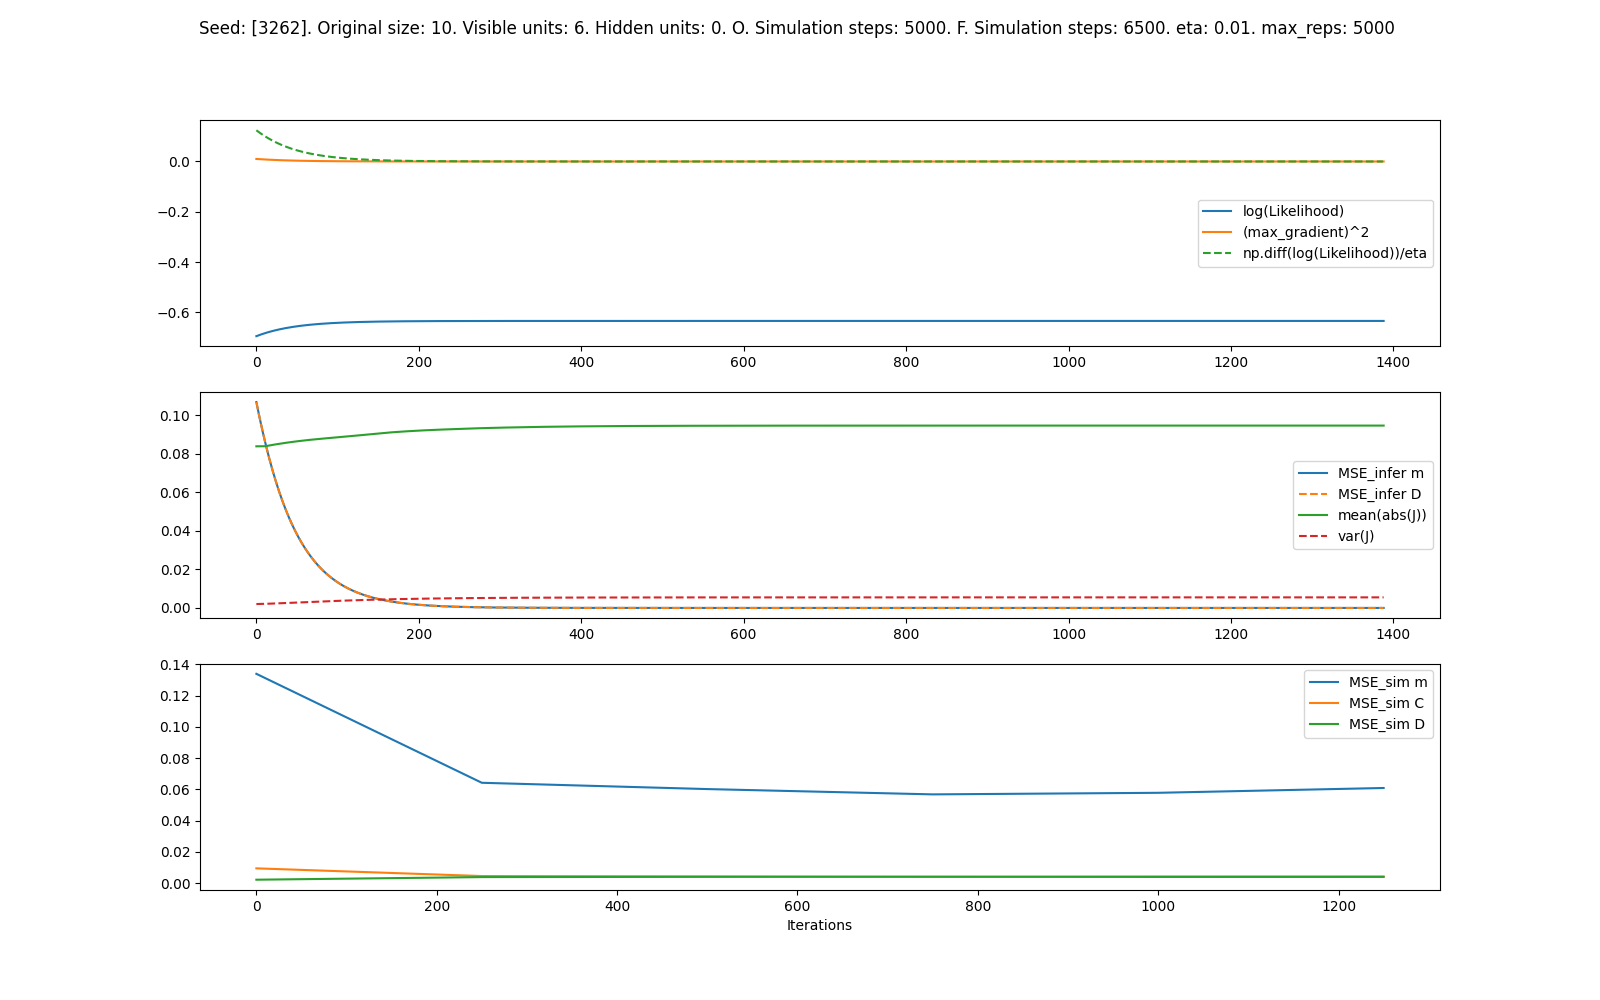 Seed: [3262]. Original size: 10. Visible units: 6. Hidden units: 0. O. Simulation steps: 5000. F. Simulation steps: 6500. eta: 0.01. max_reps: 5000
0.0
−0.2
−0.4
−0.6
log(Likelihood)
(max_gradient)^2
np.diff(log(Likelihood))/eta
0 200 400 600 800 1000 1200 1400
0.10
0.08
0.06
0.04
0.02
0.00
MSE_infer m
MSE_infer D
mean(abs(J))
var(J)
0 200 400 600 800 1000 1200 1400
0.14
0.12
0.10
0.08
0.06
0.04
0.02
0.00
MSE_sim m
MSE_sim C
MSE_sim D
0 200 400 600 800 1000 1200
Iterations